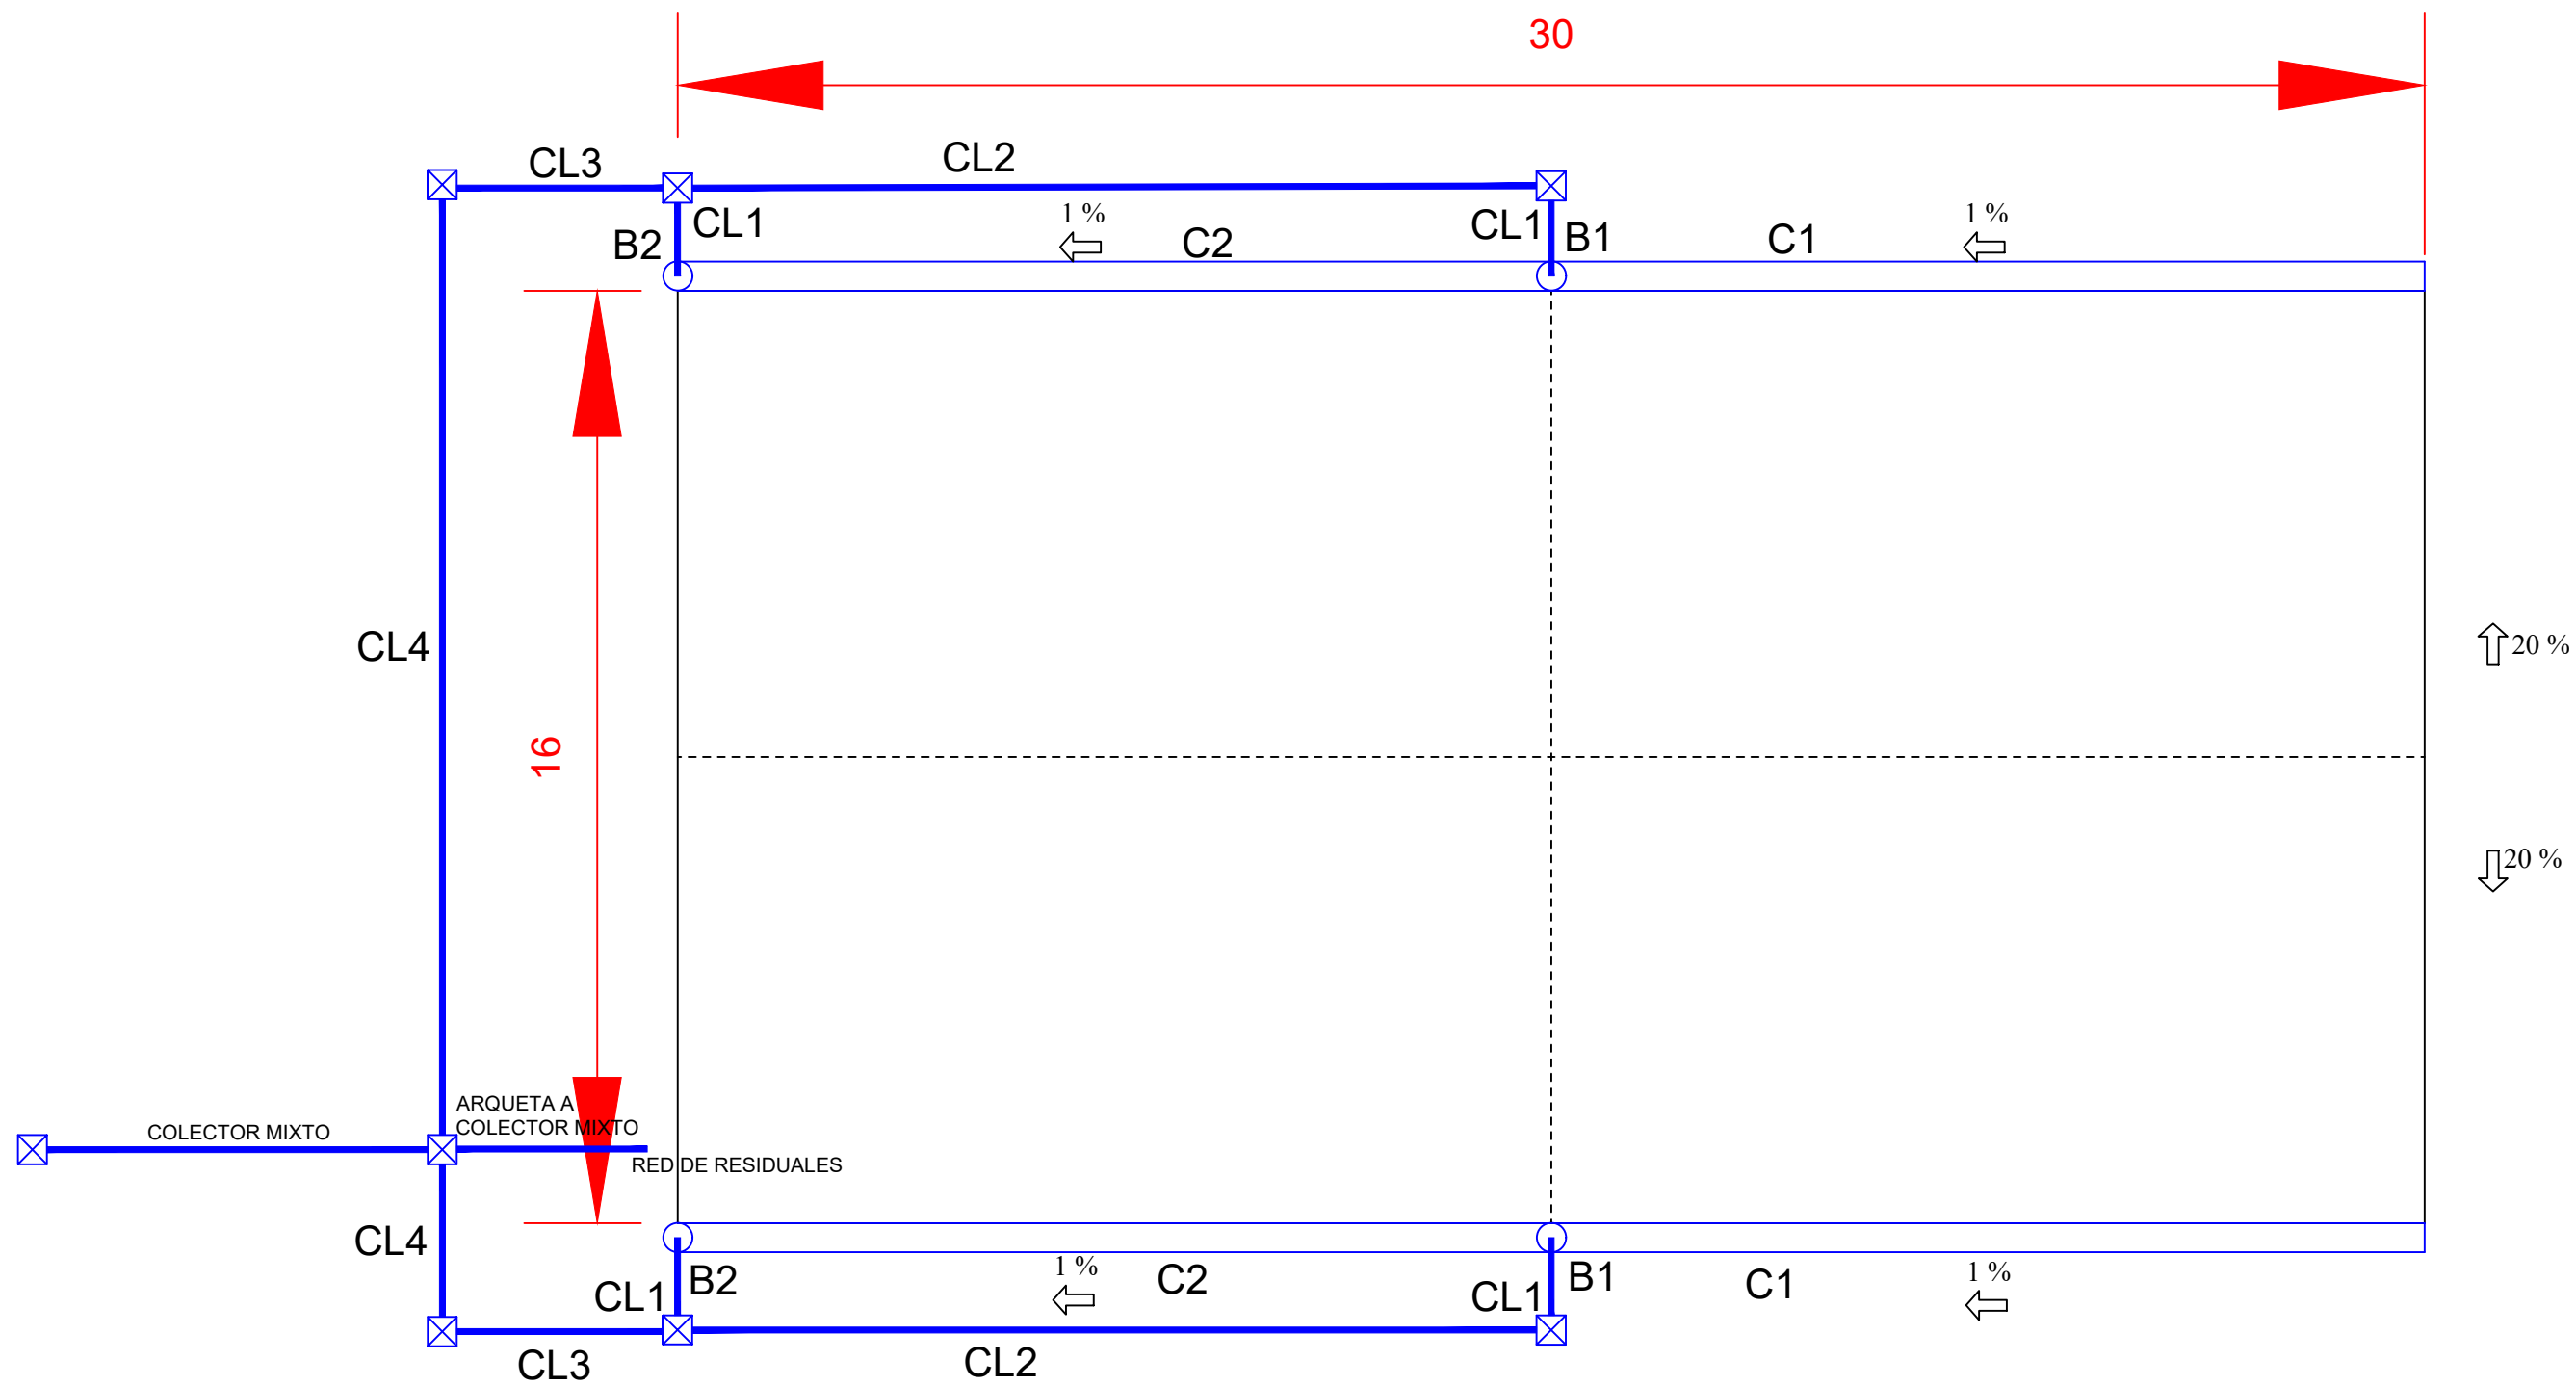 30
CL3
CL2
CL1
1 %
C2
CL1
B1
C1
1 %
B2
CL4
20 %
16
20 %
ARQUETA A
COLECTOR MIXTO
COLECTOR MIXTO
RED DE RESIDUALES
CL4
CL1
B2
1 %
C2
CL1
B1
C1
1 %
CL3
CL2